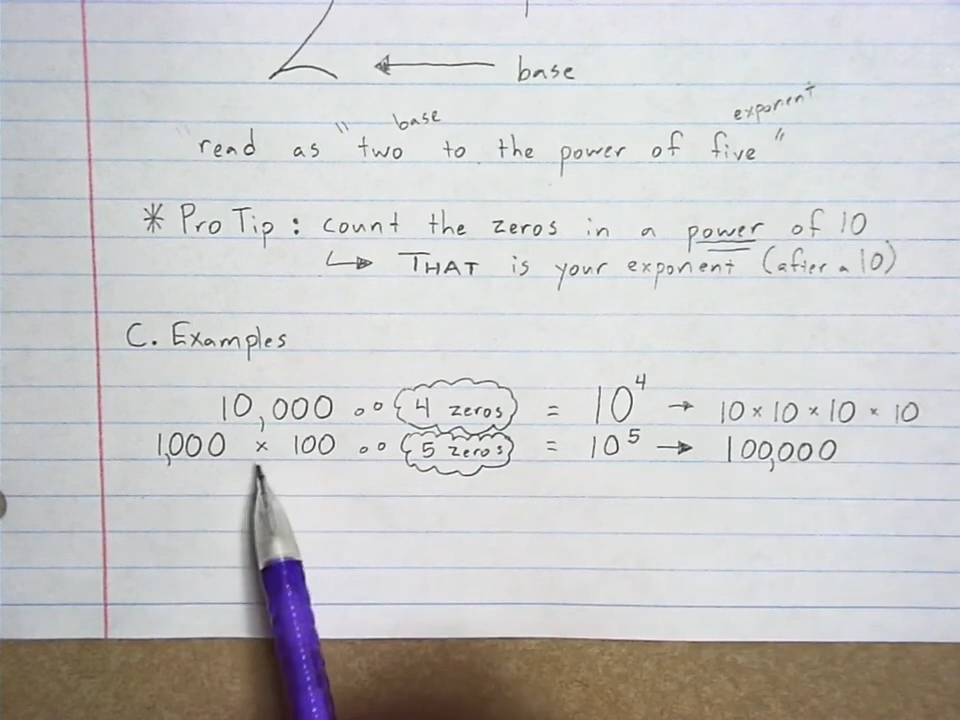 2 ← base
base exponent
read as "two to the power of five"
* Pro Tip: count the zeros in a power of 10
↳ THAT is your exponent (after a 10)
C. Examples
10,000 4 zeros = 10⁴ → 10 × 10 × 10 × 10
1,000 × 100 5 zeros = 10⁵ → 100,000